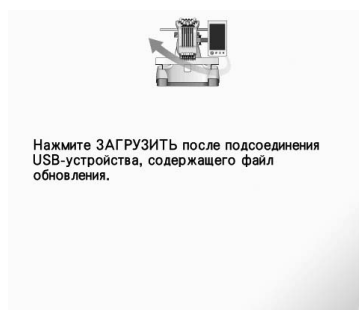 Нажмите ЗАГРУЗИТЬ после подсоединения
USB-устройства, содержащего файл
обновления.